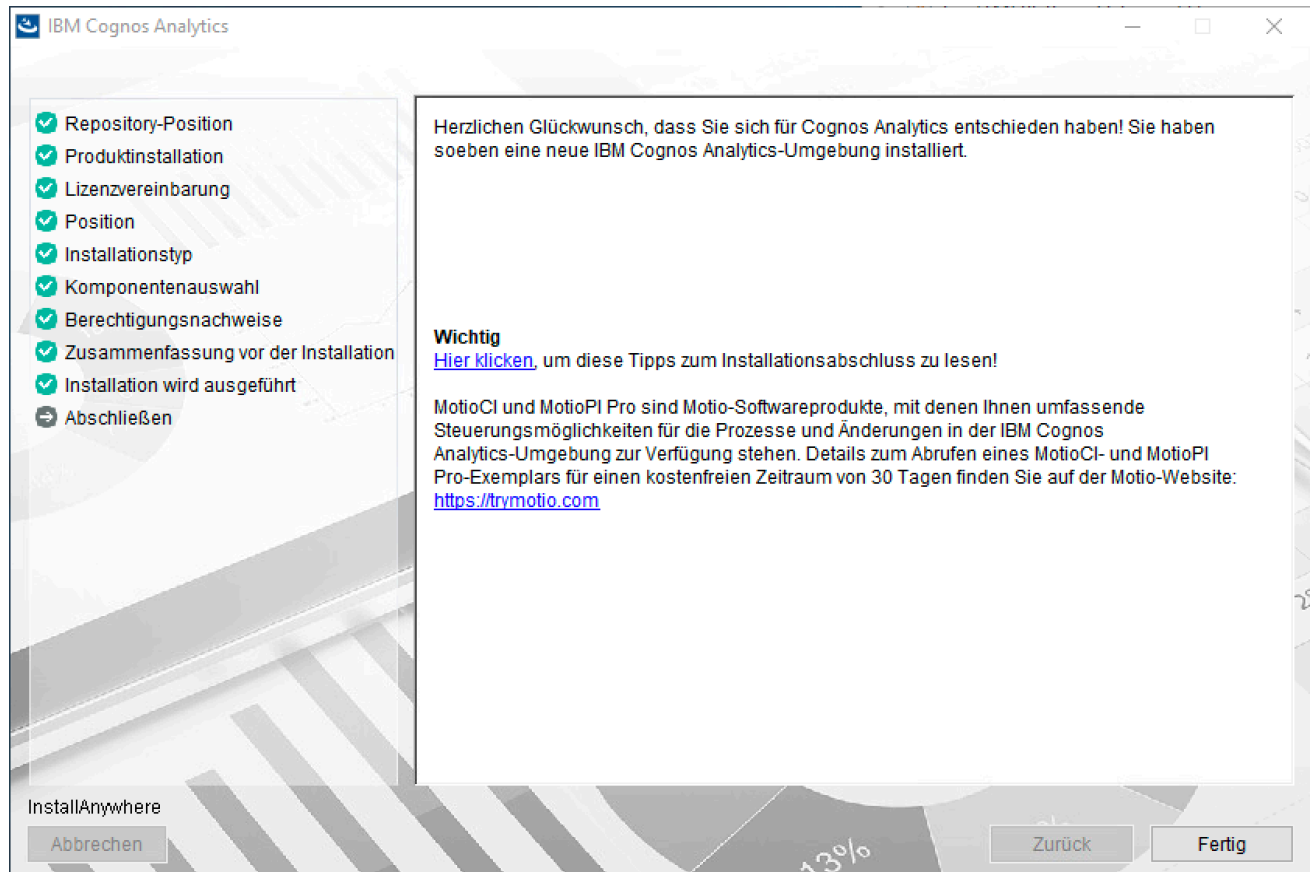 IBM Cognos Analytics
Repository-Position
Produktinstallation
Lizenzvereinbarung
Position
Installationstyp
Komponentenauswahl
Berechtigungsnachweise
Zusammenfassung vor der Installation
Installation wird ausgeführt
Abschließen
Herzlichen Glückwunsch, dass Sie sich für Cognos Analytics entschieden haben! Sie haben
soeben eine neue IBM Cognos Analytics-Umgebung installiert.
Wichtig
Hier klicken, um diese Tipps zum Installationsabschluss zu lesen!
MotioCI und MotioPI Pro sind Motio-Softwareprodukte, mit denen Ihnen umfassende
Steuerungsmöglichkeiten für die Prozesse und Änderungen in der IBM Cognos
Analytics-Umgebung zur Verfügung stehen. Details zum Abrufen eines MotioCI- und MotioPI
Pro-Exemplars für einen kostenfreien Zeitraum von 30 Tagen finden Sie auf der Motio-Website:
https://trymotio.com
InstallAnywhere
Abbrechen
13%
Zurück
Fertig